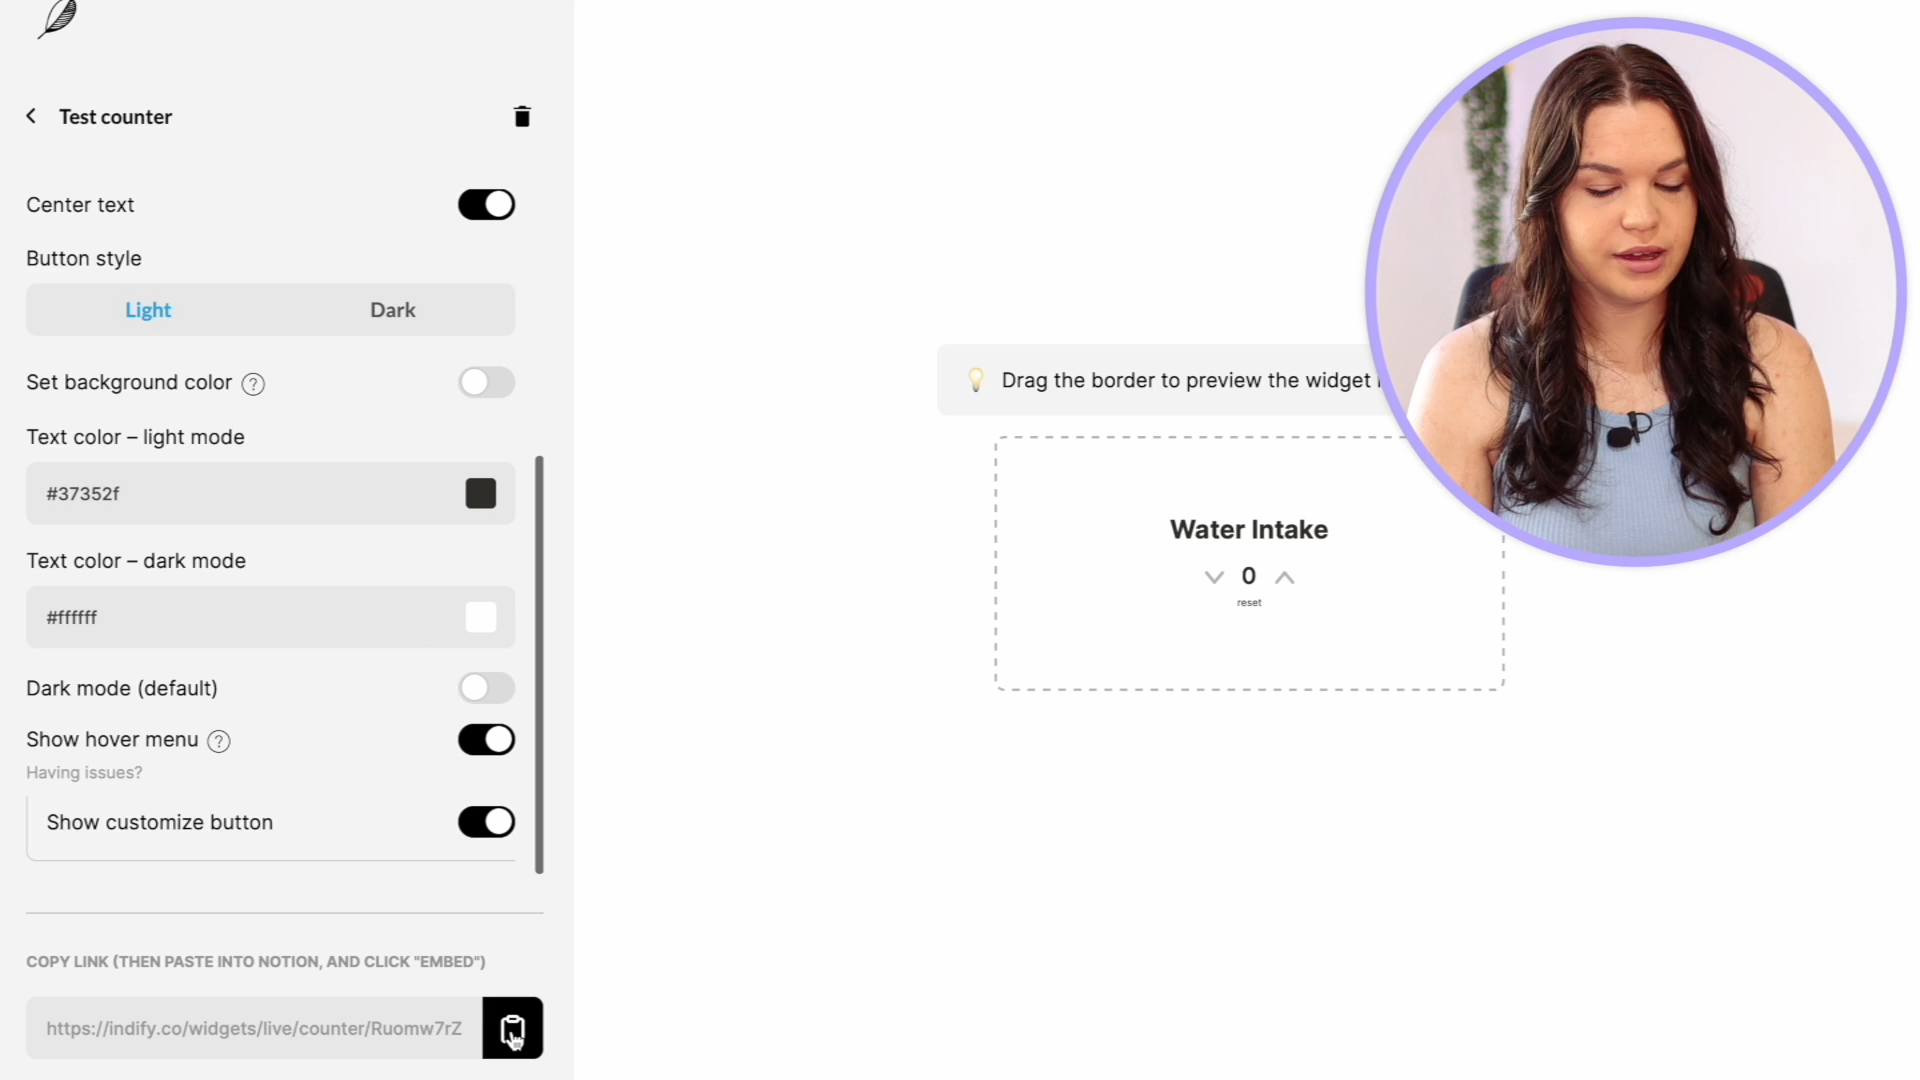 Test counter
Center text
Button style
Light Dark
Set background color ?
Text color – light mode
#37352f
Text color – dark mode
#ffffff
Dark mode (default)
Show hover menu ?
Having issues?
Show customize button
COPY LINK (THEN PASTE INTO NOTION, AND CLICK "EMBED")
https://indify.co/widgets/live/counter/Ruomw7rZ
Drag the border to preview the widget
Water Intake
0
reset